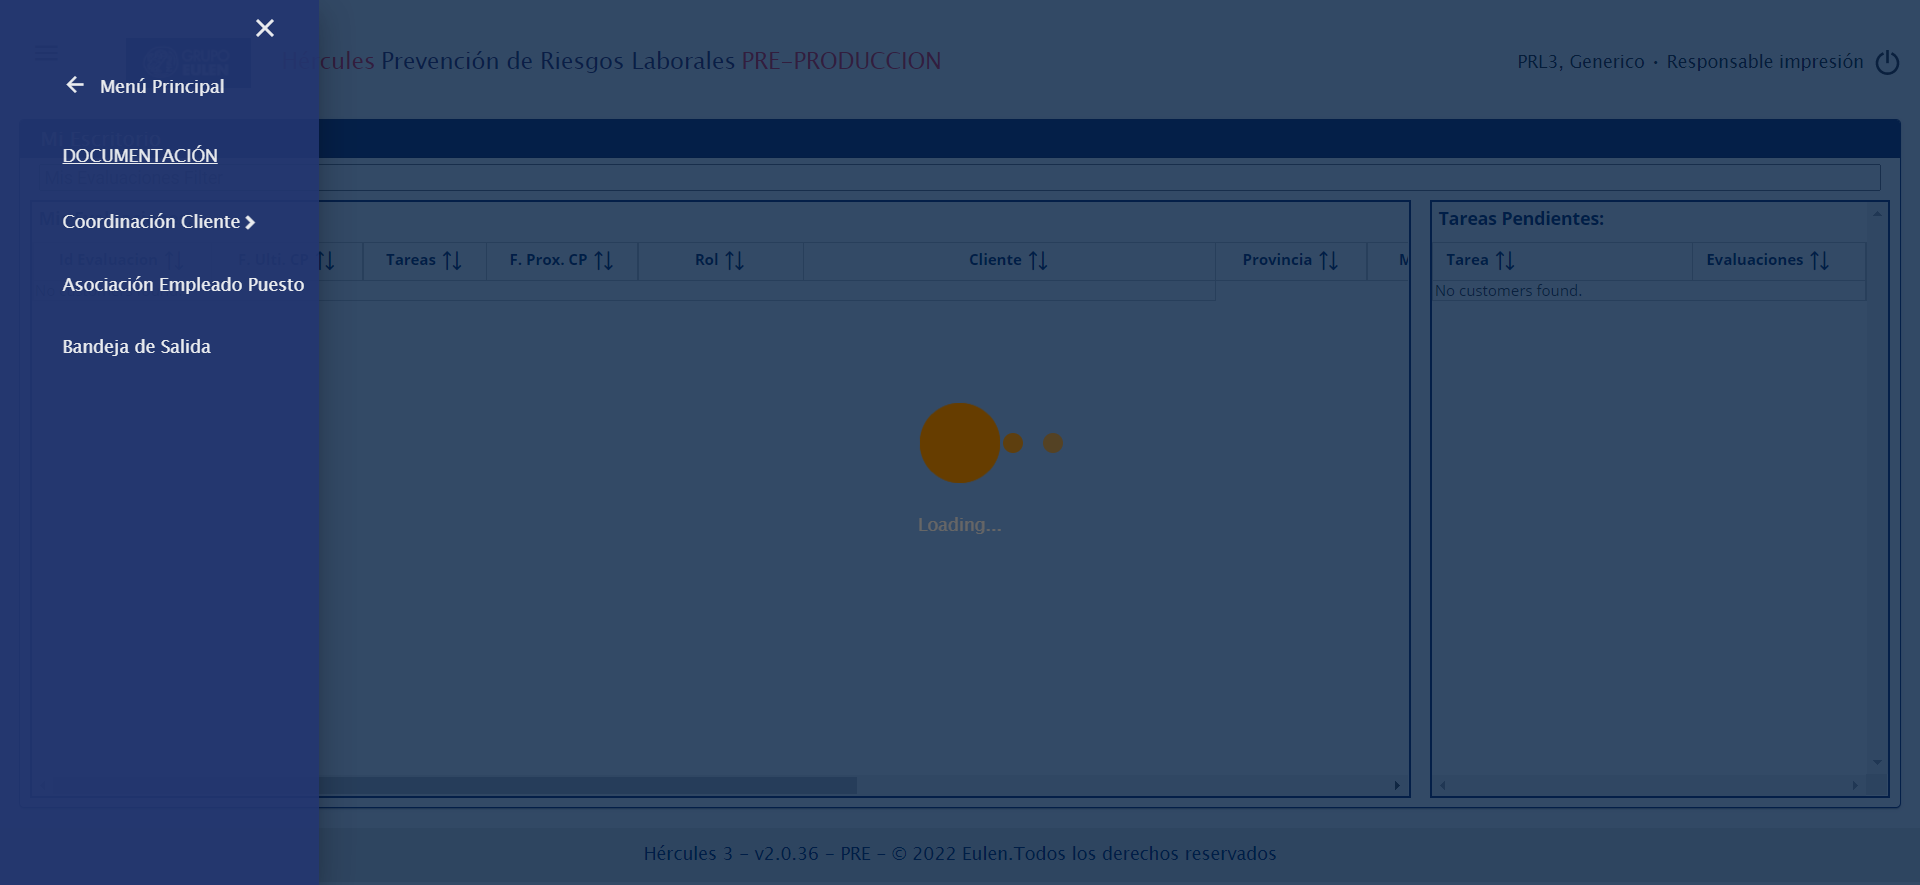 Hércules Prevención de Riesgos Laborales PRE-PRODUCCION
PRL3, Generico · Responsable impresión
Menú Principal
DOCUMENTACIÓN
Coordinación Cliente
Asociación Empleado Puesto
Bandeja de Salida
Tareas
F. Prox. CP
Rol
Cliente
Provincia
Tareas Pendientes:
Tarea
Evaluaciones
No customers found.
Loading...
Hércules 3 - v2.0.36 - PRE - © 2022 Eulen.Todos los derechos reservados